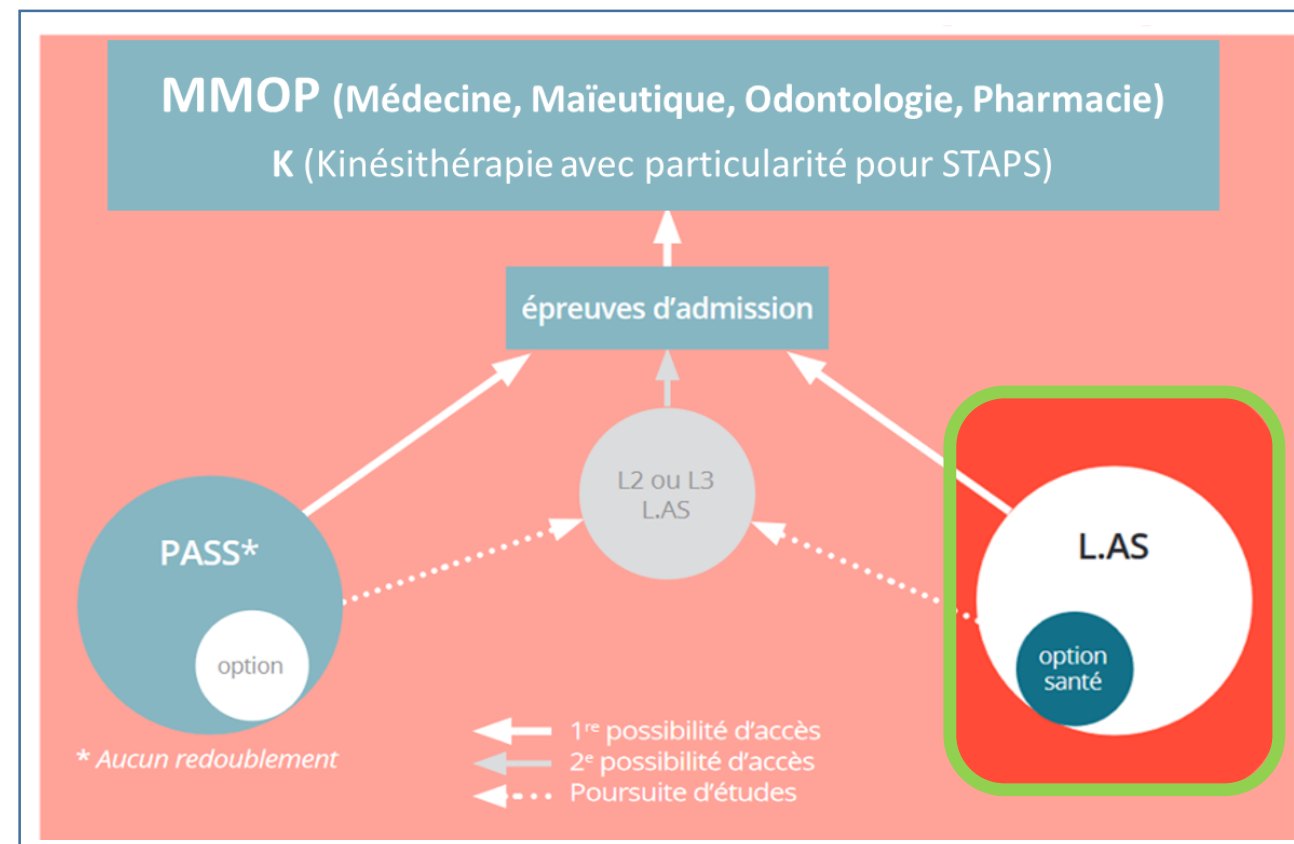 MMOP (Médecine, Maïeutique, Odontologie, Pharmacie)
K (Kinésithérapie avec particularité pour STAPS)
épreuves d'admission
L2 ou L3
L.AS
PASS*
option
* Aucun redoublement
L.AS
option
santé
1re possibilité d'accès
2e possibilité d'accès
Poursuite d'études